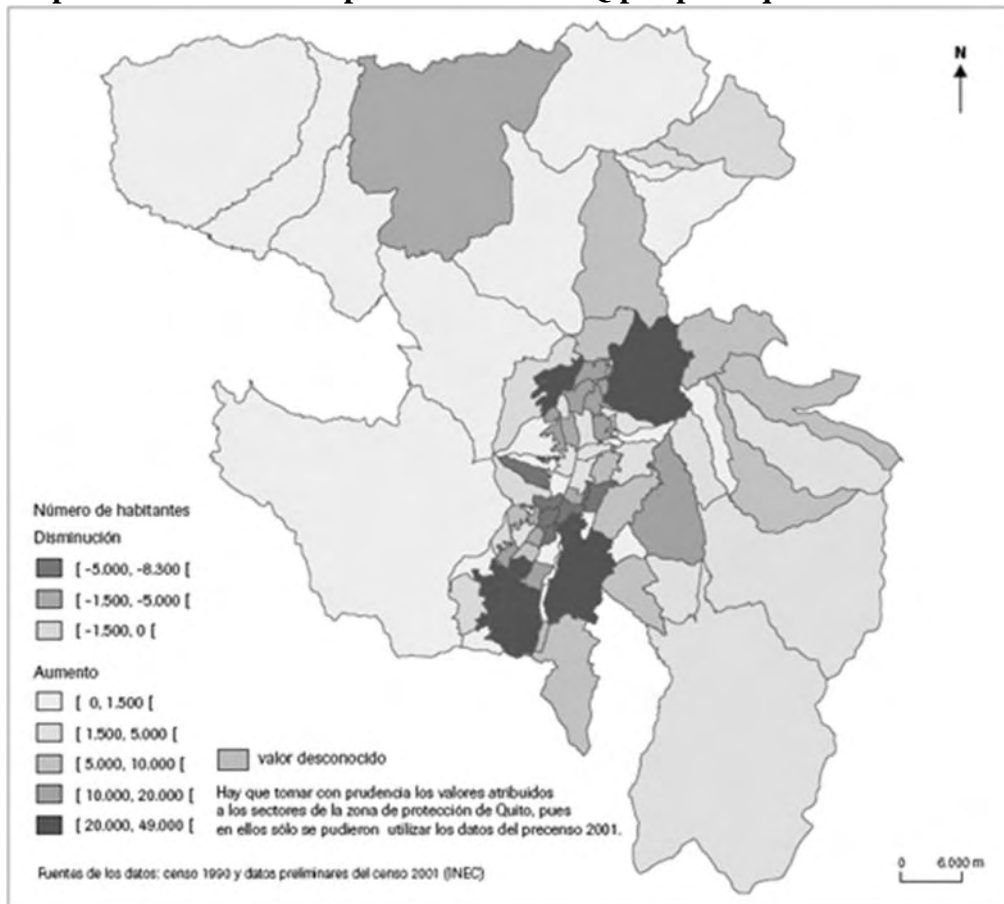 N
Número de habitantes
Disminución
[ -5.000, -8.300 [
[ -1.500, -5.000 [
[ -1.500, 0 [
Aumento
[ 0, 1.500 [
[ 1.500, 5.000 [
[ 5.000, 10.000 [
[ 10.000, 20.000 [
[ 20.000, 49.000 [
valor desconocido
Hay que tomar con prudencia los valores atribuidos
a los sectores de la zona de protección de Quito, pues
en ellos sólo se pudieron utilizar los datos del precenso 2001.
Fuentes de los datos: censo 1990 y datos preliminares del censo 2001 (INEC)
0 6.000 m